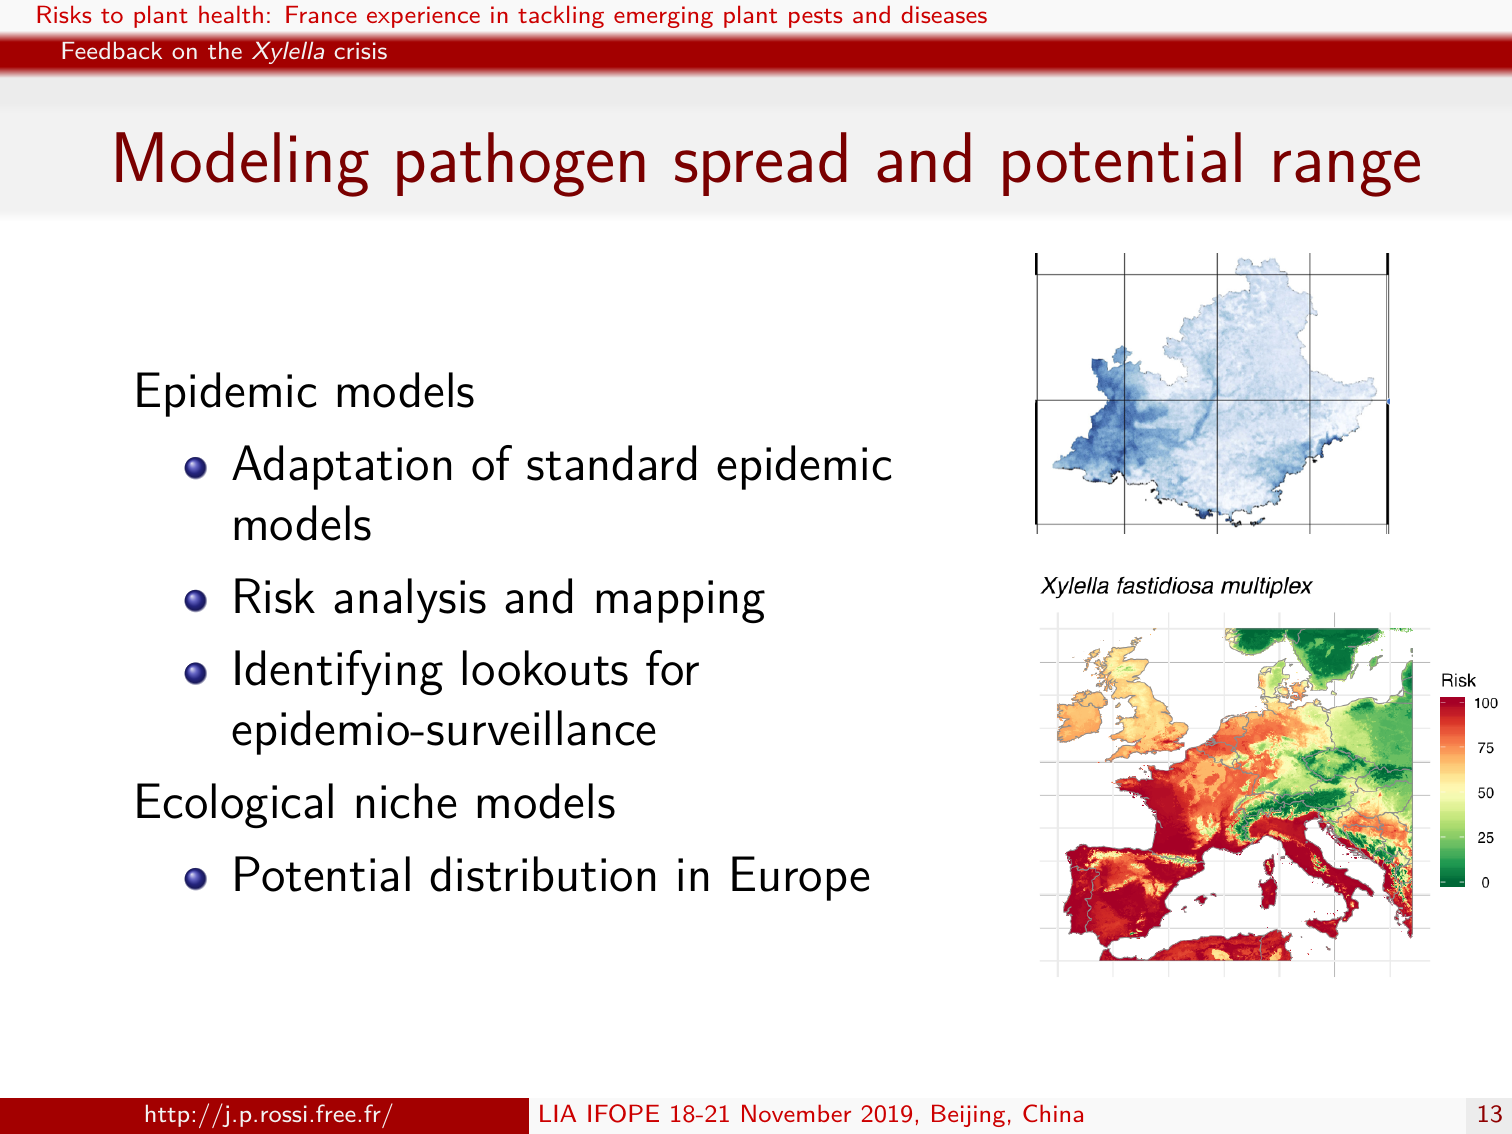 Risks to plant health: France experience in tackling emerging plant pests and diseases
Feedback on the Xylella crisis
Modeling pathogen spread and potential range
Epidemic models
Adaptation of standard epidemic
models
Risk analysis and mapping
Identifying lookouts for
epidemio-surveillance
Ecological niche models
Potential distribution in Europe
Xylella fastidiosa multiplex
Risk
100
75
50
25
0
http://j.p.rossi.free.fr/
LIA IFOPE 18-21 November 2019, Beijing, China
13